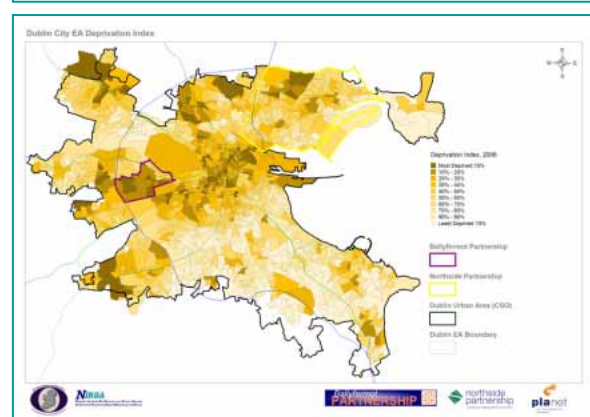 Dublin City EA Deprivation Index
N
W
E
S
Deprivation Index, 2006
Most Deprived 10%
10% - 20%
20% - 30%
30% - 40%
40% - 50%
50% - 60%
60% - 70%
70% - 80%
80% - 90%
Least Deprived 10%
Ballyfermot Partnership
Northside Partnership
Dublin Urban Area (CSO)
Dublin EA Boundary
NIRSA
Ballyfermot
PARTNERSHIP
northside
partnership
planet